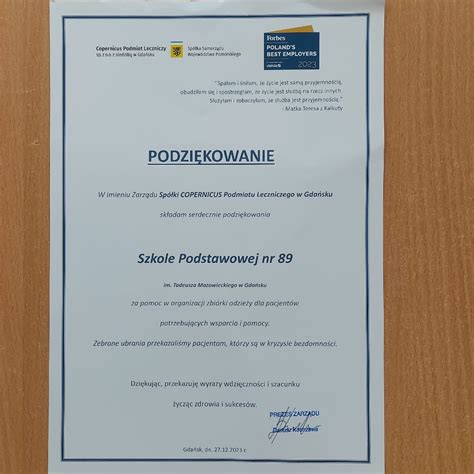 Copernicus Podmiot Leczniczy
sp. z o.o. z siedzibą w Gdańsku
Spółka Samorządu
Województwa Pomorskiego
Forbes
POLAND'S
BEST EMPLOYERS
2023
"Spałem i śniłem, że życie jest samą przyjemnością,
obudziłem się i spostrzegłem, że życie jest służbą na rzecz innych.
Służyłem i zobaczyłem, że służba jest przyjemnością."
- Matka Teresa z Kalkuty
PODZIĘKOWANIE
W imieniu Zarządu Spółki COPERNICUS Podmiotu Leczniczego w Gdańsku
składam serdecznie podziękowania
Szkole Podstawowej nr 89
im. Tadeusza Mazowieckiego w Gdańsku
za pomoc w organizacji zbiórki odzieży dla pacjentów
potrzebujących wsparcia i pomocy.
Zebrane ubrania przekazaliśmy pacjentom, którzy są w kryzysie bezdomności.
Dziękując, przekazuję wyrazy wdzięczności i szacunku
życząc zdrowia i sukcesów.
PREZES ZARZĄDU
Gdańsk, dn. 27.12.2023 r.